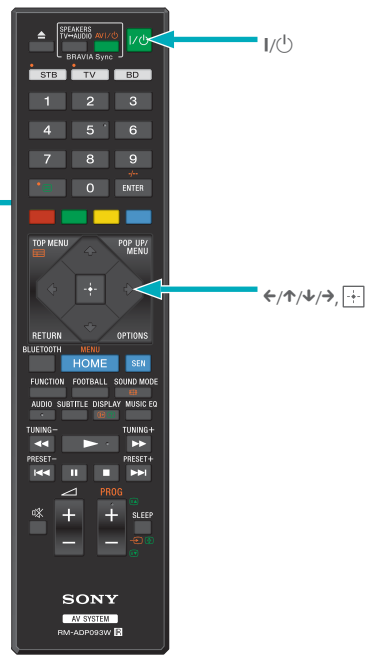 SPEAKERS
TV↔AUDIO AV I/⏻
I/⏻
BRAVIA Sync
I/⏻
STB TV BD
1 2 3
4 5 6
7 8 9
-/--
0 ENTER
TOP MENU POP UP/
MENU
←/↑/↓/→,
RETURN OPTIONS
BLUETOOTH MENU
HOME SEN
FUNCTION FOOTBALL SOUND MODE
AUDIO SUBTITLE DISPLAY MUSIC EQ
TUNING– TUNING+
PRESET– PRESET+
PROG
+ +
SLEEP
– –
SONY
AV SYSTEM
RM-ADP093W R